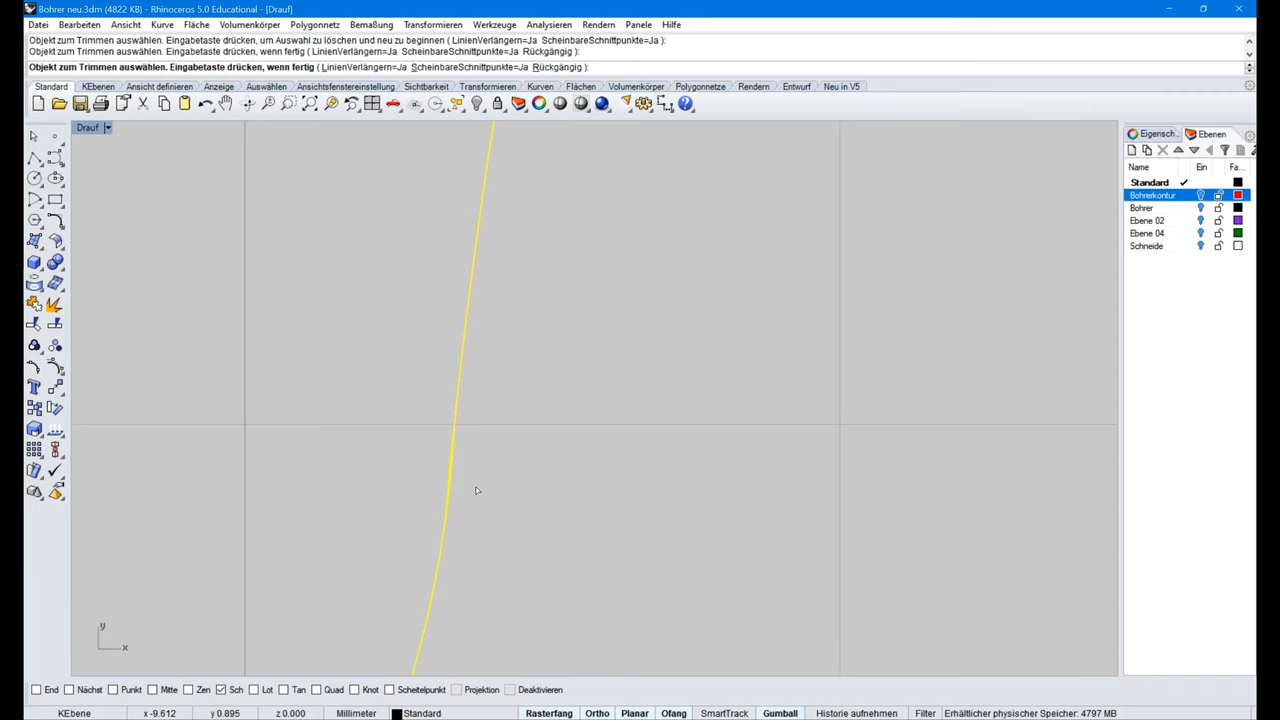 Bohrer neu.3dm (4822 KB) - Rhinoceros 5.0 Educational - [Drauf]
Datei Bearbeiten Ansicht Kurve Fläche Volumenkörper Polygonnetz Bemaßung Transformieren Werkzeuge Analysieren Rendern Panele Hilfe
Objekt zum Trimmen auswählen. Eingabetaste drücken, um Auswahl zu löschen und neu zu beginnen ( LinienVerlängern=Ja ScheinbareSchnittpunkte=Ja ):
Objekt zum Trimmen auswählen. Eingabetaste drücken, wenn fertig ( LinienVerlängern=Ja ScheinbareSchnittpunkte=Ja Rückgängig ):
Objekt zum Trimmen auswählen. Eingabetaste drücken, wenn fertig ( LinienVerlängern=Ja ScheinbareSchnittpunkte=Ja Rückgängig ):
Standard KEbenen Ansicht definieren Anzeige Auswählen Ansichtsfenstereinstellung Sichtbarkeit Transformieren Kurven Flächen Volumenkörper Polygonnetze Rendern Entwurf Neu in V5
Drauf
Eigensch... Ebenen
Name Ein Fa...
Standard
Bohrerkontur
Bohrer
Ebene 02
Ebene 04
Schneide
y
x
End Nächst Punkt Mitte Zen Sch Lot Tan Quad Knot Scheitelpunkt Projektion Deaktivieren
KEbene x -9.612 y 0.895 z 0.000 Millimeter Standard Rasterfang Ortho Planar Ofang SmartTrack Gumball Historie aufnehmen Filter Erhältlicher physischer Speicher: 4797 MB